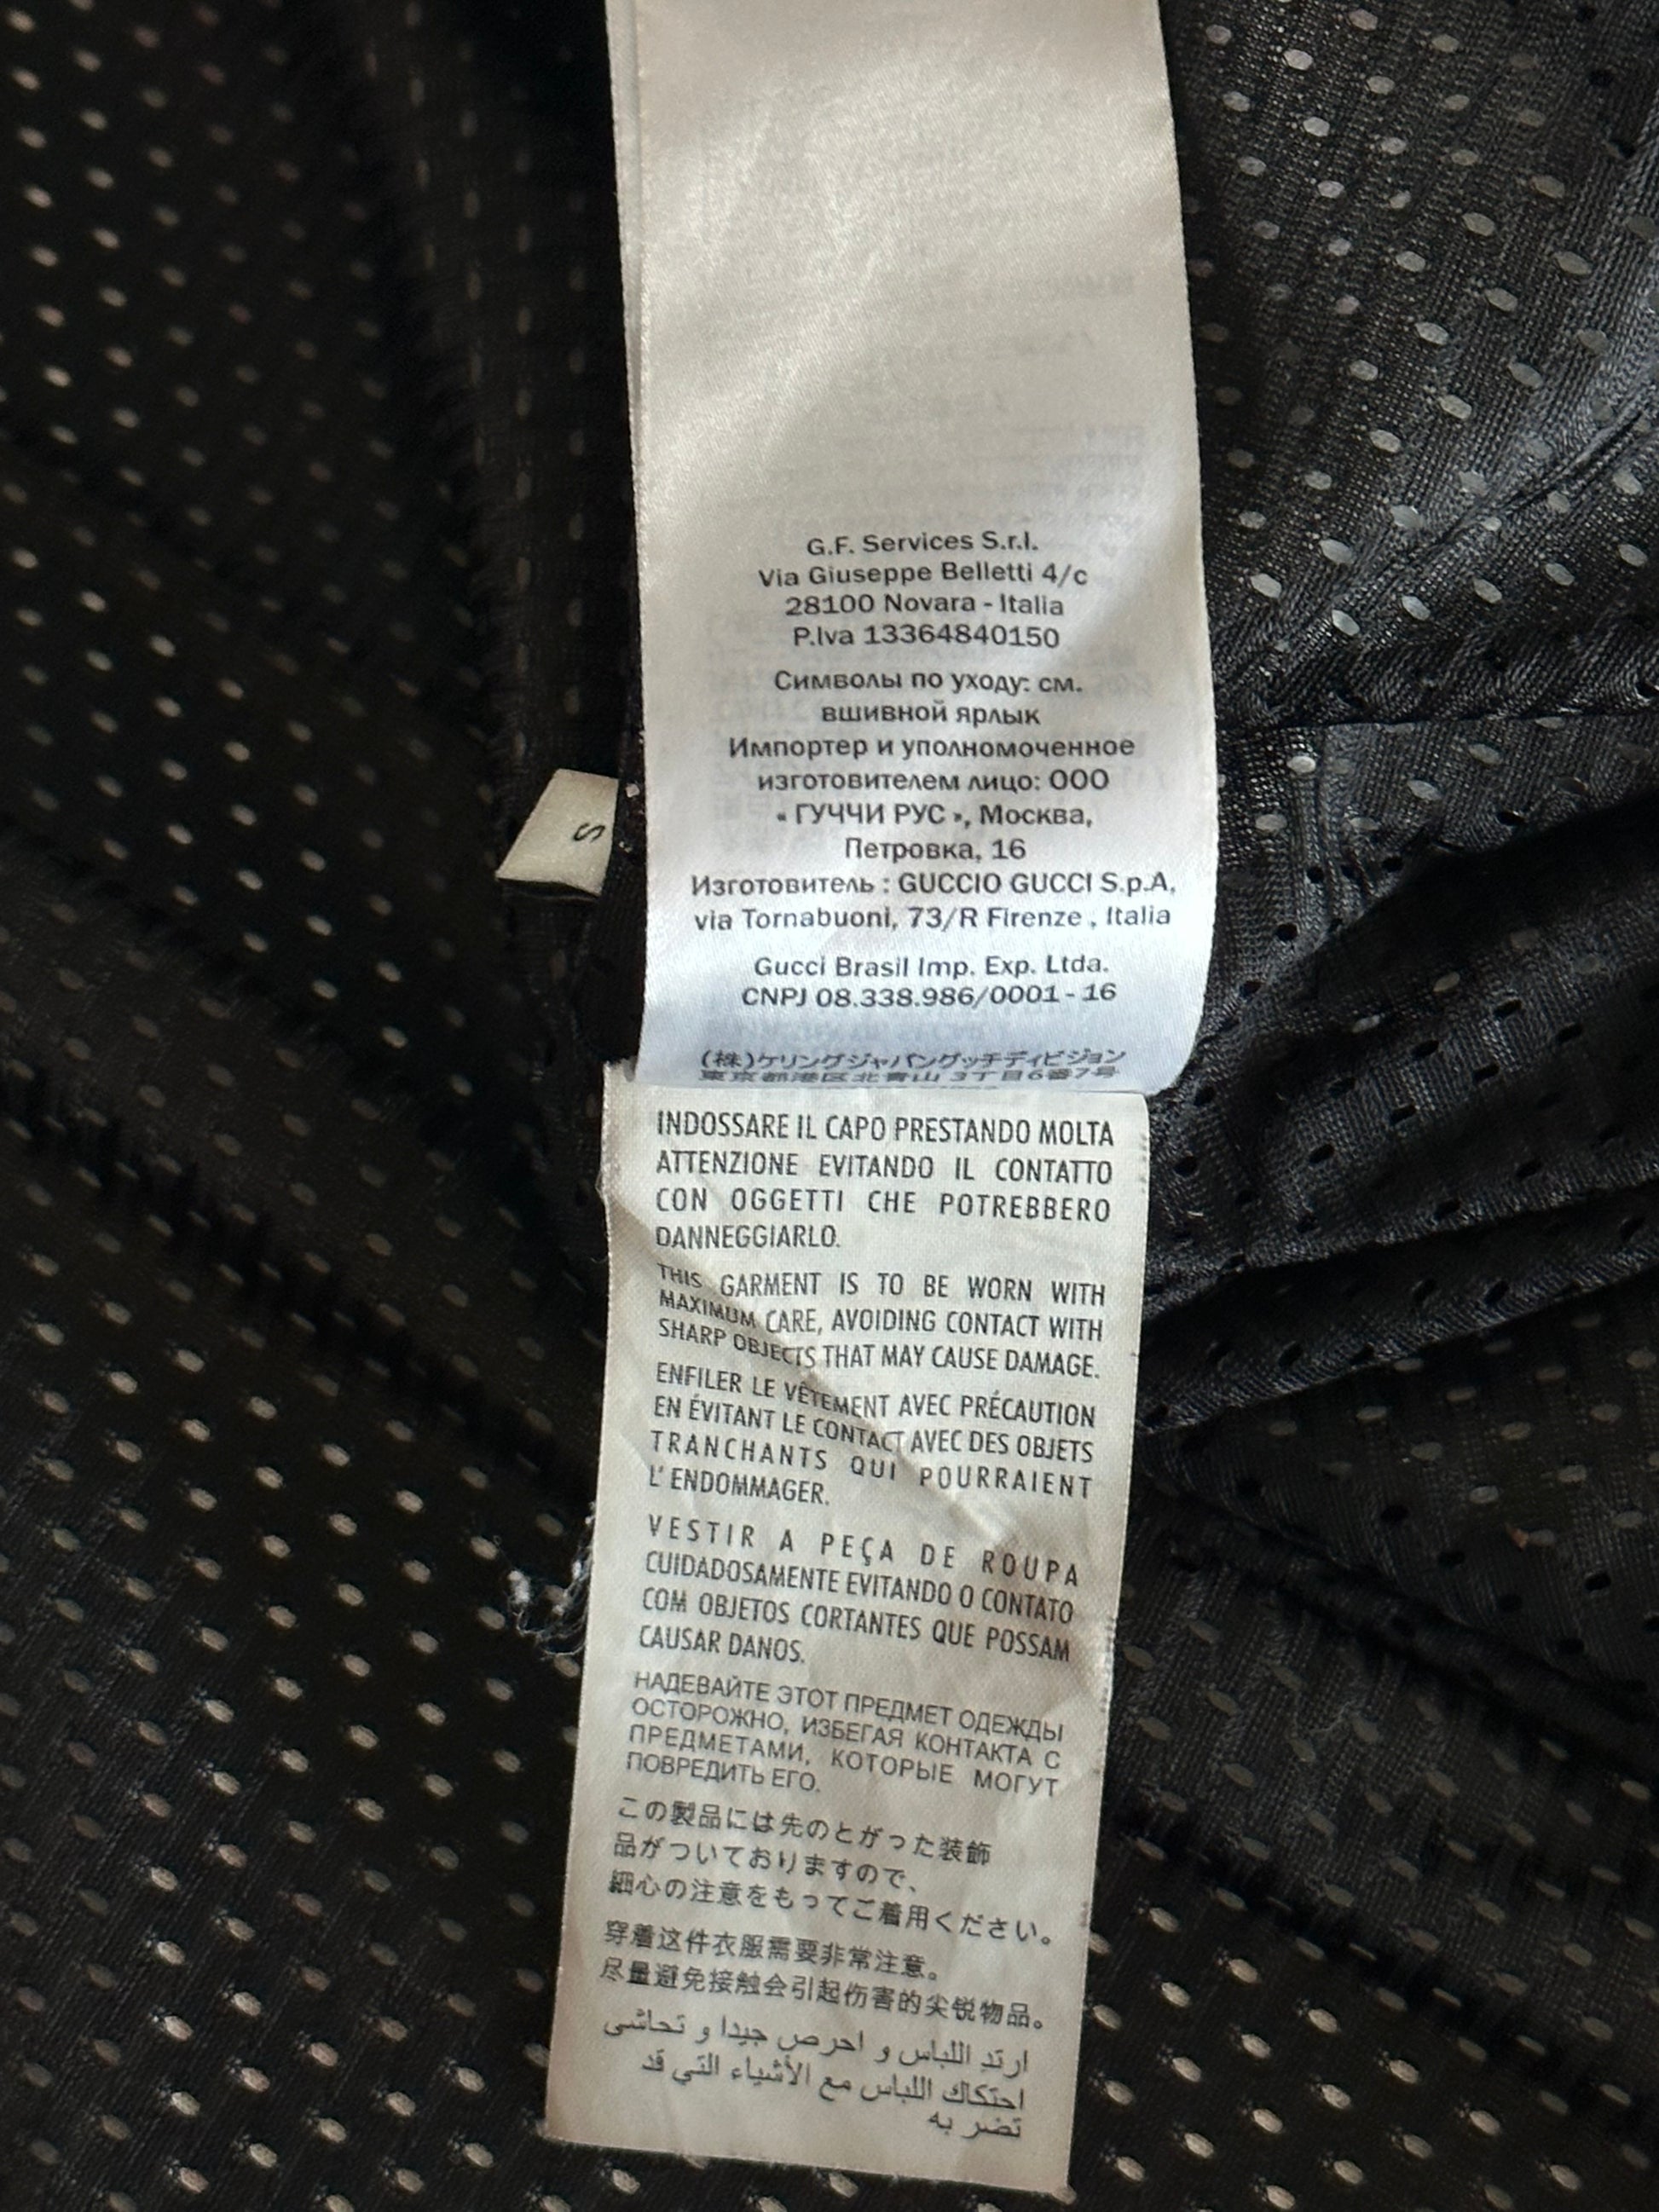 G.F. Services S.r.l.
Via Giuseppe Belletti 4/c
28100 Novara - Italia
P.Iva 13364840150
Символы по уходу: см.
вшивной ярлык
Импортер и уполномоченное
изготовителем лицо: ООО
« ГУЧЧИ РУС », Москва,
Петровка, 16
Изготовитель : GUCCIO GUCCI S.p.A,
via Tornabuoni, 73/R Firenze , Italia
Gucci Brasil Imp. Exp. Ltda.
CNPJ 08.338.986/0001 - 16
(株)ケリングジャパングッチディビジョン
東京都港区北青山 3丁目6番7号
S
INDOSSARE IL CAPO PRESTANDO MOLTA
ATTENZIONE EVITANDO IL CONTATTO
CON OGGETTI CHE POTREBBERO
DANNEGGIARLO.
THIS GARMENT IS TO BE WORN WITH
MAXIMUM CARE, AVOIDING CONTACT WITH
SHARP OBJECTS THAT MAY CAUSE DAMAGE.
ENFILER LE VÊTEMENT AVEC PRÉCAUTION
EN ÉVITANT LE CONTACT AVEC DES OBJETS
TRANCHANTS QUI POURRAIENT
L' ENDOMMAGER.
VESTIR A PEÇA DE ROUPA
CUIDADOSAMENTE EVITANDO O CONTATO
COM OBJETOS CORTANTES QUE POSSAM
CAUSAR DANOS.
НАДЕВАЙТЕ ЭТОТ ПРЕДМЕТ ОДЕЖДЫ
ОСТОРОЖНО, ИЗБЕГАЯ КОНТАКТА С
ПРЕДМЕТАМИ, КОТОРЫЕ МОГУТ
ПОВРЕДИТЬ ЕГО.
この製品には先のとがった装飾
品がついておりますので、
細心の注意をもってご着用ください。
穿着这件衣服需要非常注意。
尽量避免接触会引起伤害的尖锐物品。
ارتد اللباس و احرص جيدا و تحاشى
احتكاك اللباس مع الأشياء التي قد
تضر به